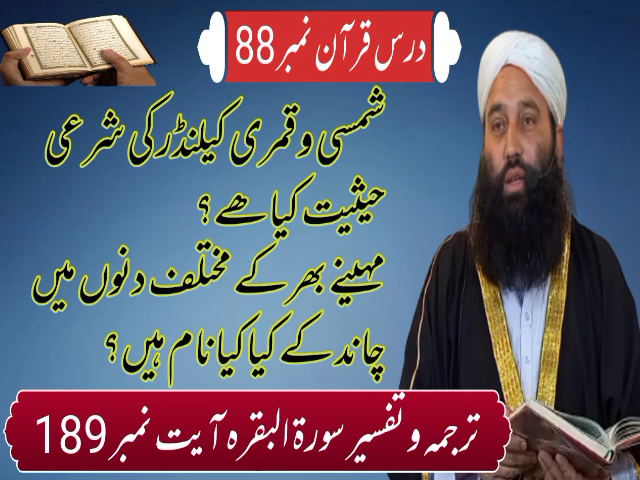 درس قرآن نمبر 88
شمسی و قمری کیلنڈر کی شرعی
حیثیت کیا ھے؟
مہینے بھر کے مختلف دنوں میں
چاند کے کیا کیا نام ہیں؟
ترجمہ و تفسیر سورۃ البقرہ آیت نمبر 189